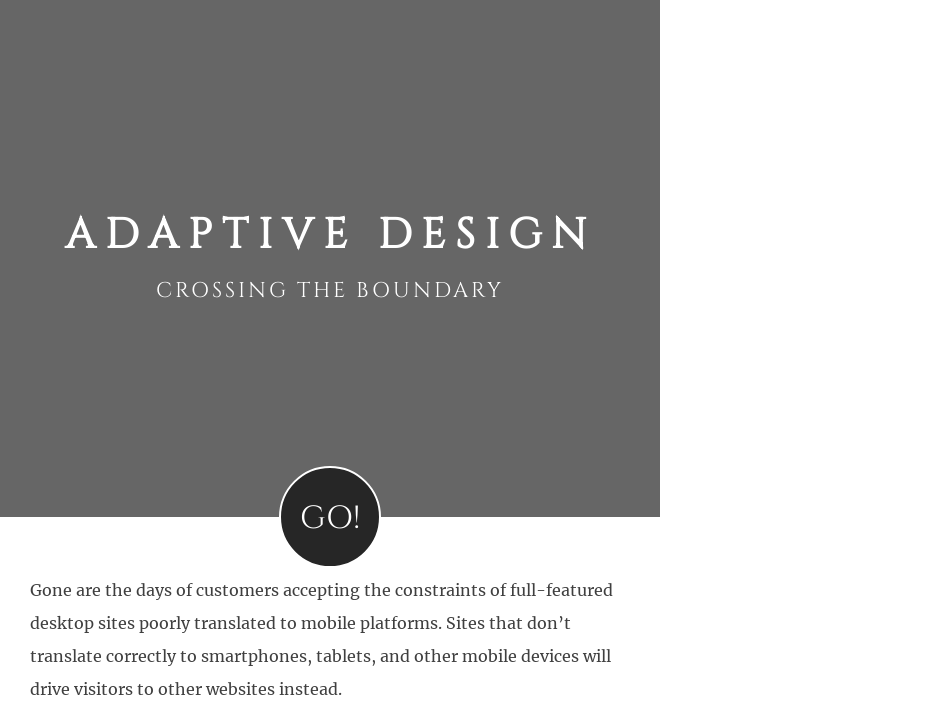 ADAPTIVE DESIGN
CROSSING THE BOUNDARY
GO!
Gone are the days of customers accepting the constraints of full-featured
desktop sites poorly translated to mobile platforms. Sites that don’t
translate correctly to smartphones, tablets, and other mobile devices will
drive visitors to other websites instead.